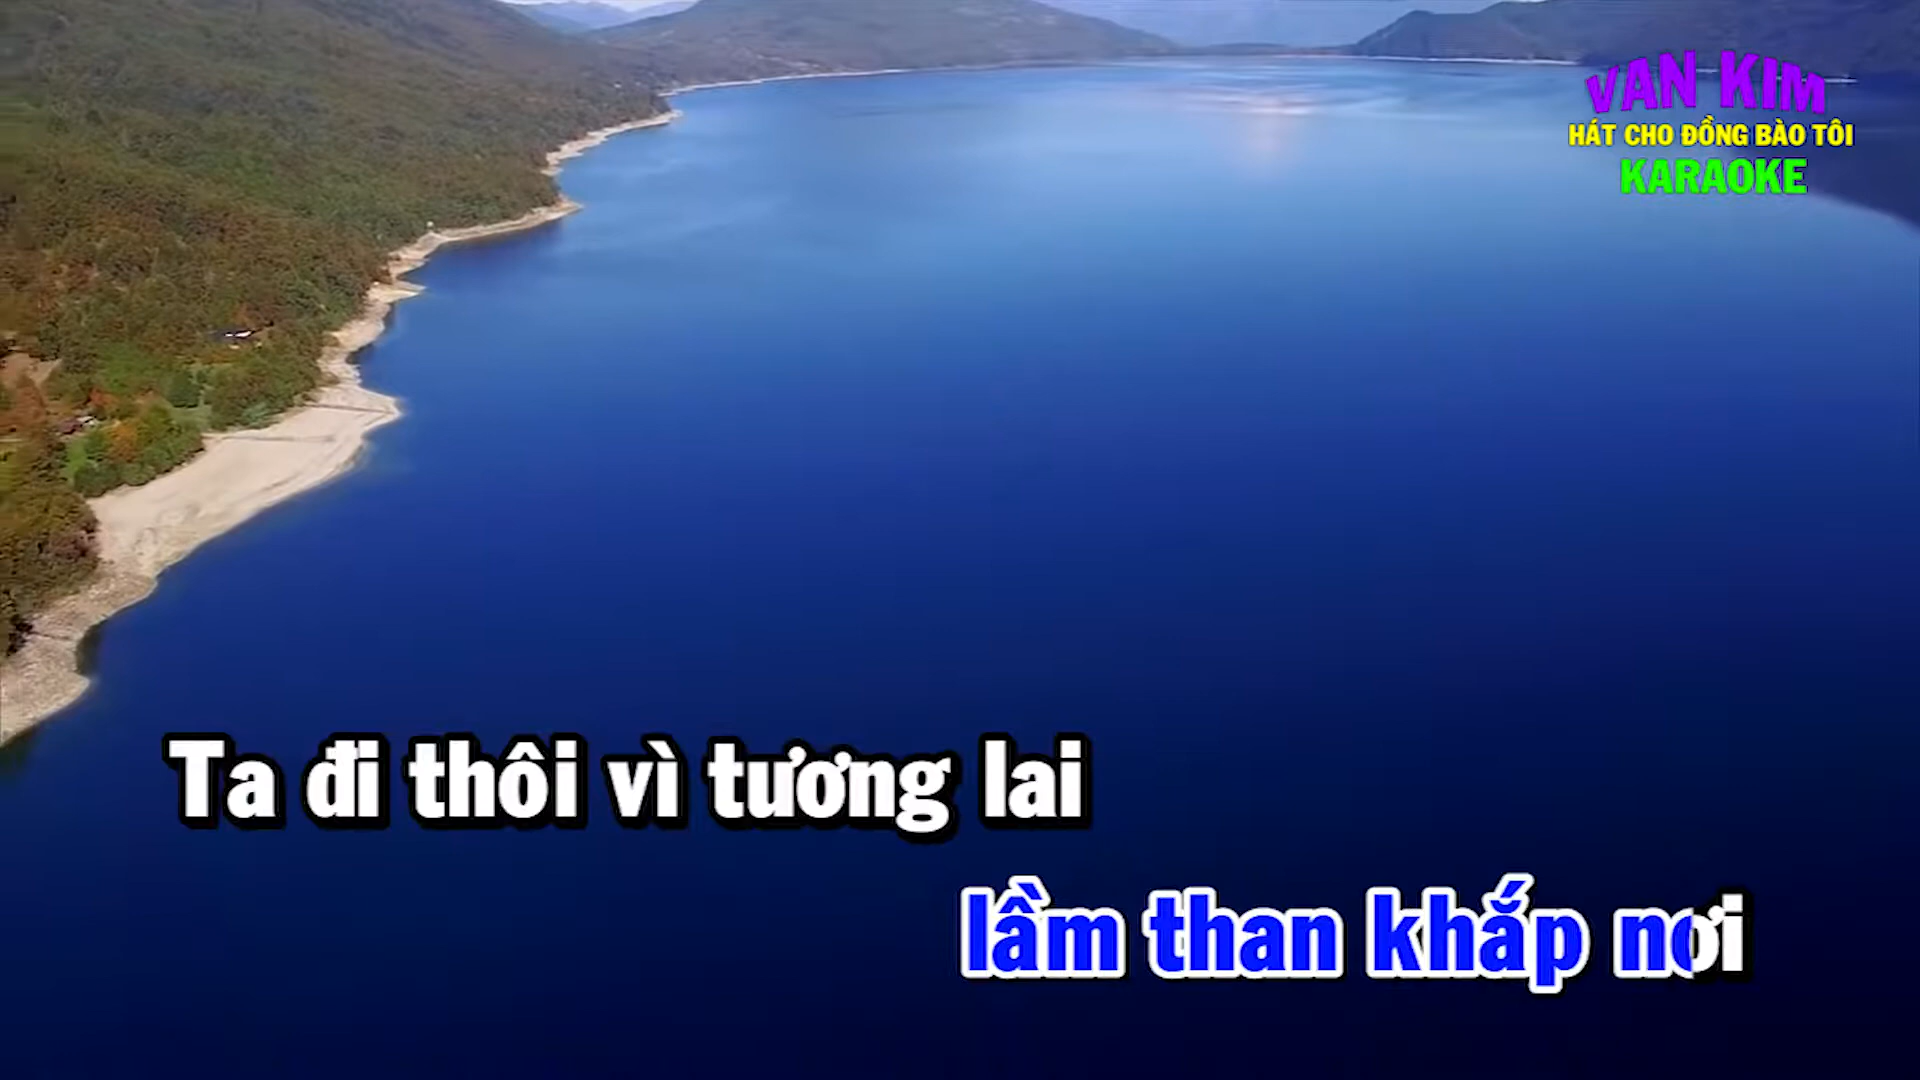 VAN KIM
HÁT CHO ĐỒNG BÀO TÔI
KARAOKE
Ta đi thôi vì tương lai
lầm than khắp nơi